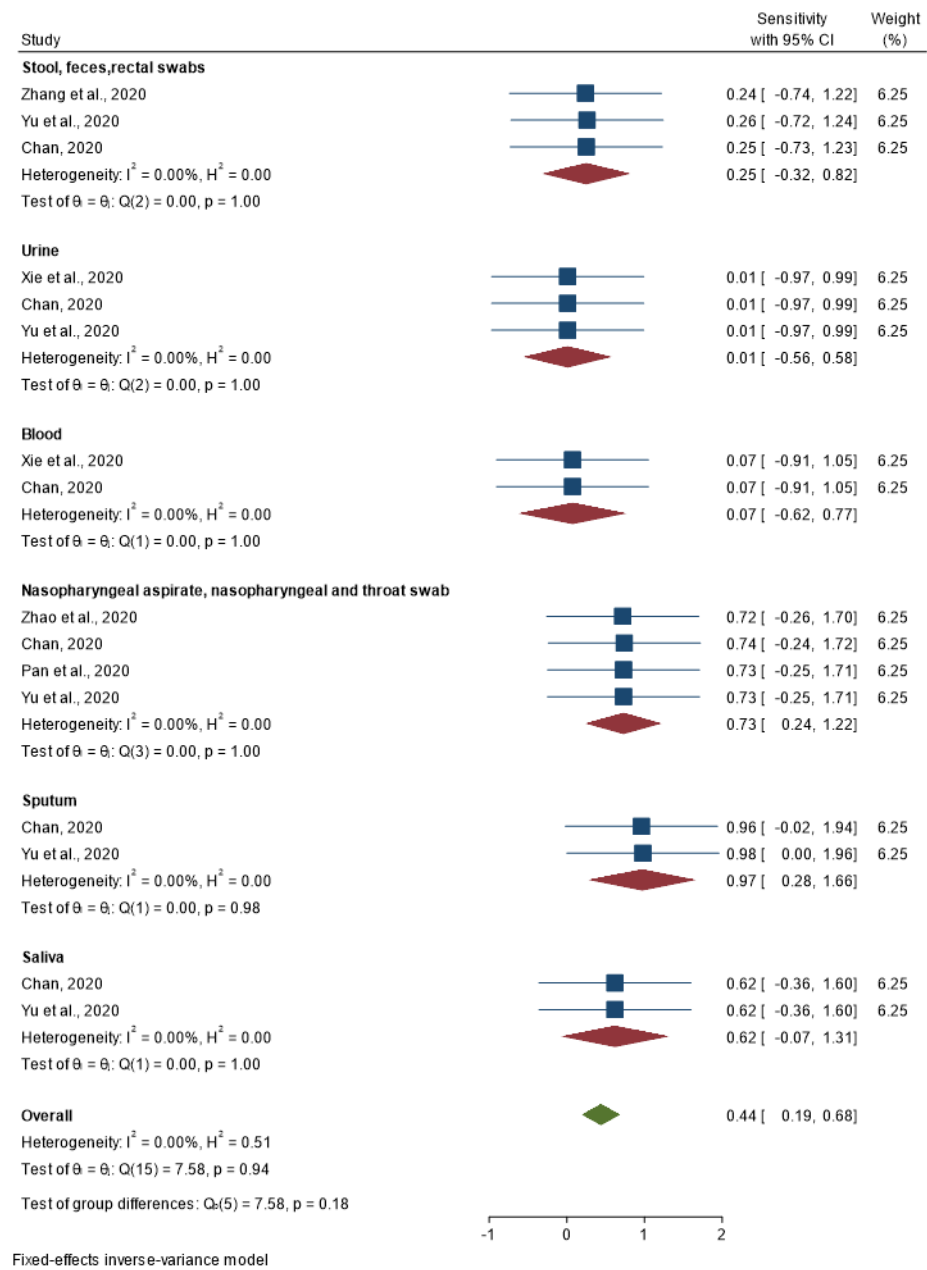 Sensitivity Weight
Study with 95% CI (%)
Stool, feces,rectal swabs
Zhang et al., 2020 0.24 [ -0.74, 1.22] 6.25
Yu et al., 2020 0.26 [ -0.72, 1.24] 6.25
Chan, 2020 0.25 [ -0.73, 1.23] 6.25
Heterogeneity: I² = 0.00%, H² = 0.00 0.25 [ -0.32, 0.82]
Test of θᵢ = θⱼ: Q(2) = 0.00, p = 1.00
Urine
Xie et al., 2020 0.01 [ -0.97, 0.99] 6.25
Chan, 2020 0.01 [ -0.97, 0.99] 6.25
Yu et al., 2020 0.01 [ -0.97, 0.99] 6.25
Heterogeneity: I² = 0.00%, H² = 0.00 0.01 [ -0.56, 0.58]
Test of θᵢ = θⱼ: Q(2) = 0.00, p = 1.00
Blood
Xie et al., 2020 0.07 [ -0.91, 1.05] 6.25
Chan, 2020 0.07 [ -0.91, 1.05] 6.25
Heterogeneity: I² = 0.00%, H² = 0.00 0.07 [ -0.62, 0.77]
Test of θᵢ = θⱼ: Q(1) = 0.00, p = 1.00
Nasopharyngeal aspirate, nasopharyngeal and throat swab
Zhao et al., 2020 0.72 [ -0.26, 1.70] 6.25
Chan, 2020 0.74 [ -0.24, 1.72] 6.25
Pan et al., 2020 0.73 [ -0.25, 1.71] 6.25
Yu et al., 2020 0.73 [ -0.25, 1.71] 6.25
Heterogeneity: I² = 0.00%, H² = 0.00 0.73 [ 0.24, 1.22]
Test of θᵢ = θⱼ: Q(3) = 0.00, p = 1.00
Sputum
Chan, 2020 0.96 [ -0.02, 1.94] 6.25
Yu et al., 2020 0.98 [ 0.00, 1.96] 6.25
Heterogeneity: I² = 0.00%, H² = 0.00 0.97 [ 0.28, 1.66]
Test of θᵢ = θⱼ: Q(1) = 0.00, p = 0.98
Saliva
Chan, 2020 0.62 [ -0.36, 1.60] 6.25
Yu et al., 2020 0.62 [ -0.36, 1.60] 6.25
Heterogeneity: I² = 0.00%, H² = 0.00 0.62 [ -0.07, 1.31]
Test of θᵢ = θⱼ: Q(1) = 0.00, p = 1.00
Overall 0.44 [ 0.19, 0.68]
Heterogeneity: I² = 0.00%, H² = 0.51
Test of θᵢ = θⱼ: Q(15) = 7.58, p = 0.94
Test of group differences: Qb(5) = 7.58, p = 0.18
-1 0 1 2
Fixed-effects inverse-variance model